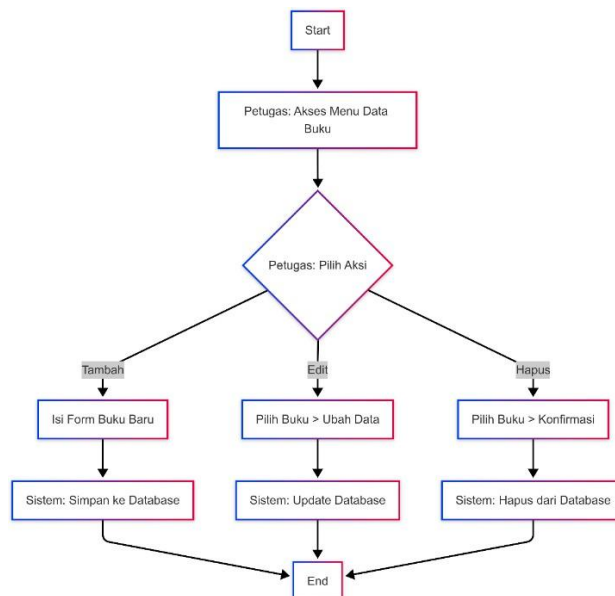 Start
Petugas: Akses Menu Data
Buku
Petugas: Pilih Aksi
Tambah
Edit
Hapus
Isi Form Buku Baru
Pilih Buku > Ubah Data
Pilih Buku > Konfirmasi
Sistem: Simpan ke Database
Sistem: Update Database
Sistem: Hapus dari Database
End